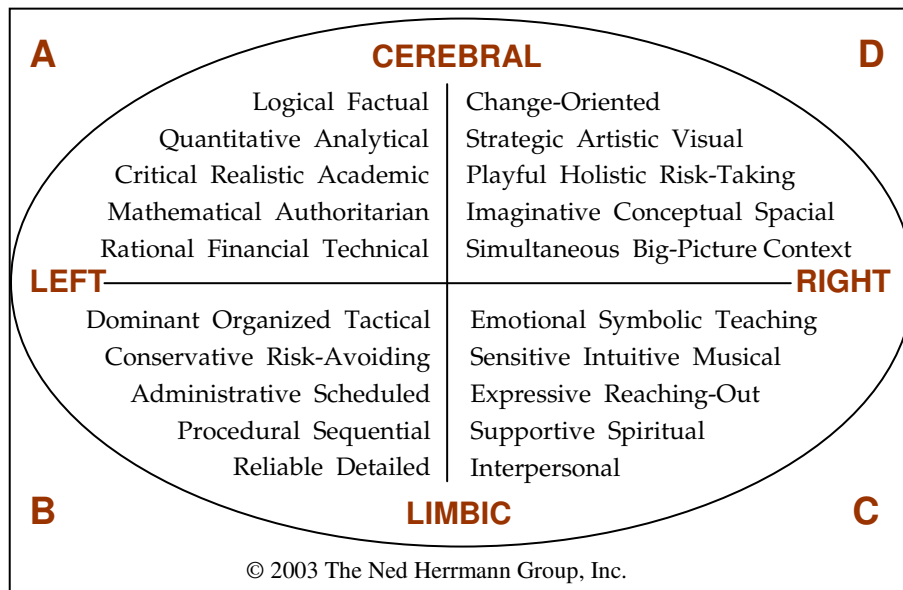 A
D
CEREBRAL
Logical Factual
Quantitative Analytical
Critical Realistic Academic
Mathematical Authoritarian
Rational Financial Technical
Change-Oriented
Strategic Artistic Visual
Playful Holistic Risk-Taking
Imaginative Conceptual Spacial
Simultaneous Big-Picture Context
LEFT
RIGHT
Dominant Organized Tactical
Conservative Risk-Avoiding
Administrative Scheduled
Procedural Sequential
Reliable Detailed
Emotional Symbolic Teaching
Sensitive Intuitive Musical
Expressive Reaching-Out
Supportive Spiritual
Interpersonal
B
LIMBIC
C
© 2003 The Ned Herrmann Group, Inc.